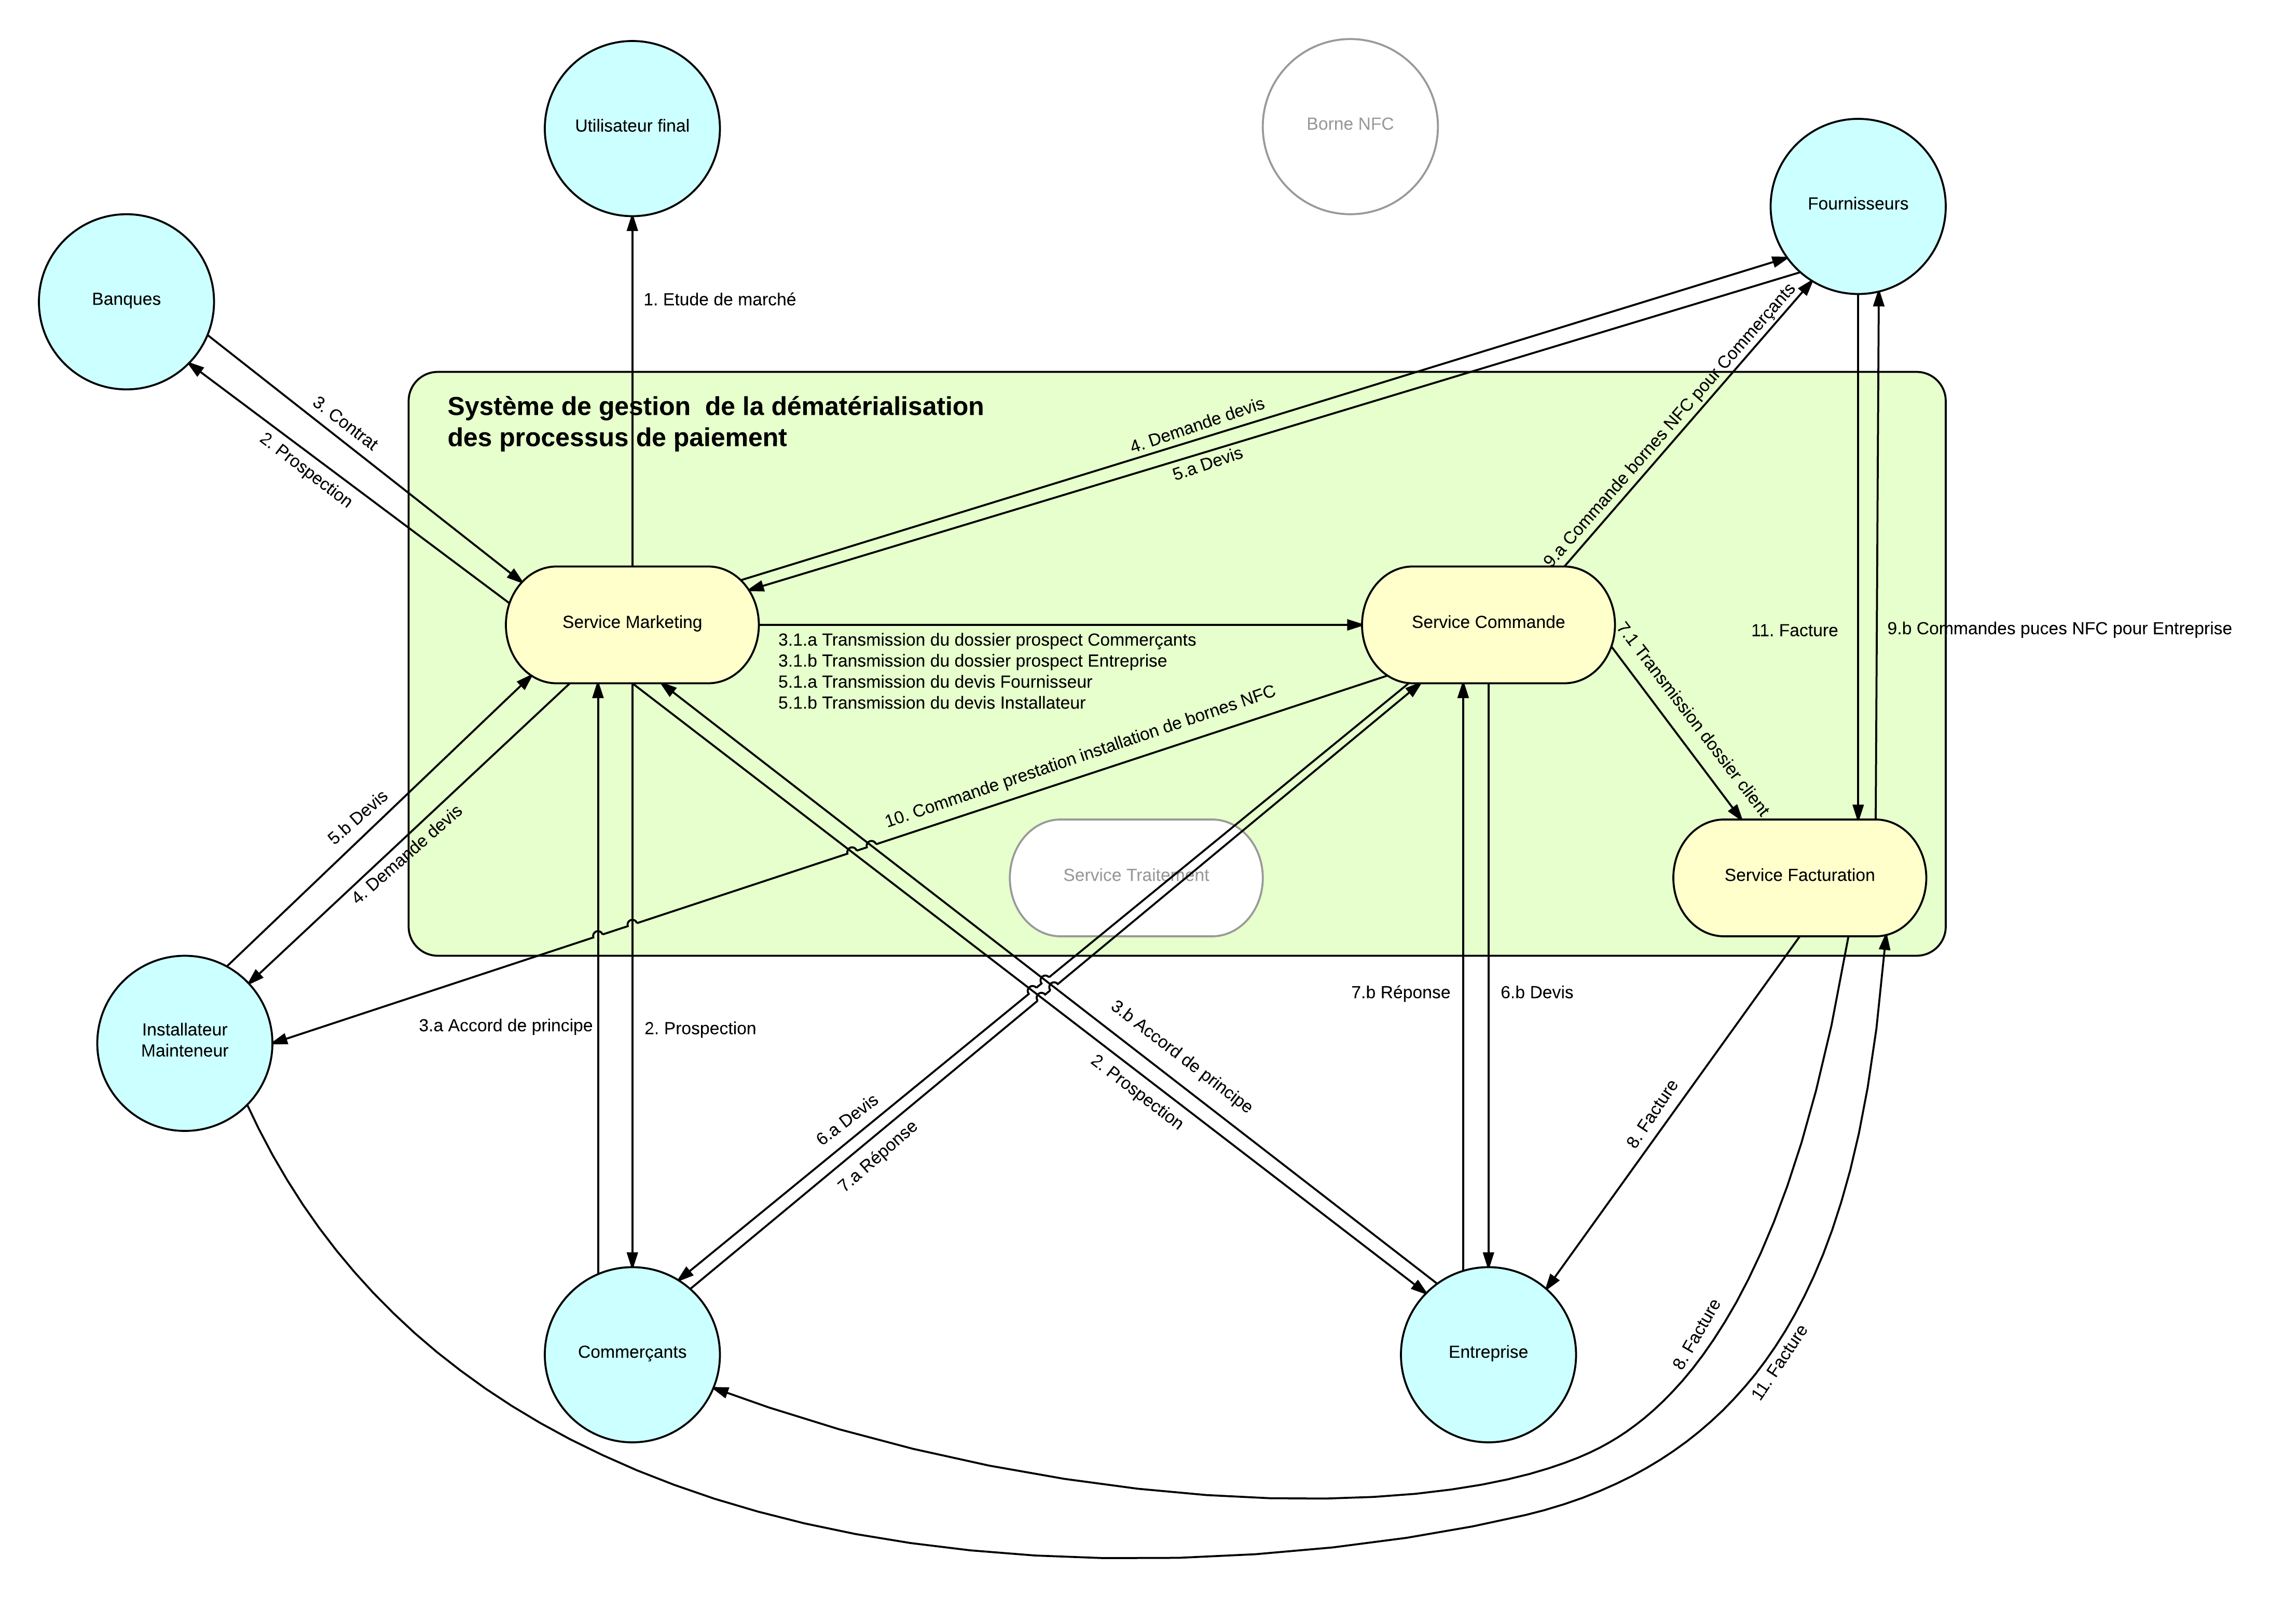 Utilisateur final
Borne NFC
Fournisseurs
Banques
1. Etude de marché
3. Contrat
2. Prospection
Système de gestion  de la dématérialisation
des processus de paiement
4. Demande devis
5.a Devis
9.a Commande bornes NFC pour Commerçants
Service Marketing
Service Commande
11. Facture
9.b Commandes puces NFC pour Entreprise
3.1.a Transmission du dossier prospect Commerçants
3.1.b Transmission du dossier prospect Entreprise
5.1.a Transmission du devis Fournisseur
5.1.b Transmission du devis Installateur
7.1 Transmission dossier client
10. Commande prestation installation de bornes NFC
5.b Devis
4. Demande devis
Service Traitement
Service Facturation
Installateur
Mainteneur
3.a Accord de principe
2. Prospection
7.b Réponse
6.b Devis
3.b Accord de principe
2. Prospection
6.a Devis
7.a Réponse
8. Facture
Commerçants
Entreprise
8. Facture
11. Facture